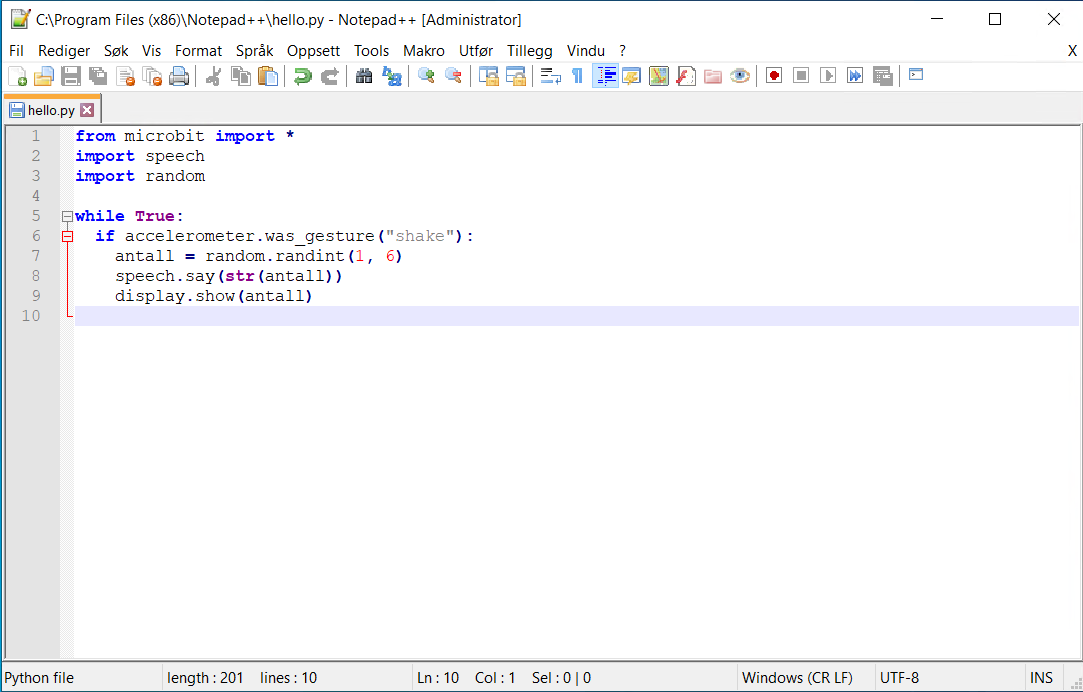 C:\Program Files (x86)\Notepad++\hello.py - Notepad++ [Administrator]
Fil Rediger Søk Vis Format Språk Oppsett Tools Makro Utfør Tillegg Vindu ? X
hello.py
1 from microbit import *
2 import speech
3 import random
4
5 while True:
6   if accelerometer.was_gesture("shake"):
7     antall = random.randint(1, 6)
8     speech.say(str(antall))
9     display.show(antall)
10
Python file length : 201 lines : 10 Ln : 10 Col : 1 Sel : 0 | 0 Windows (CR LF) UTF-8 INS